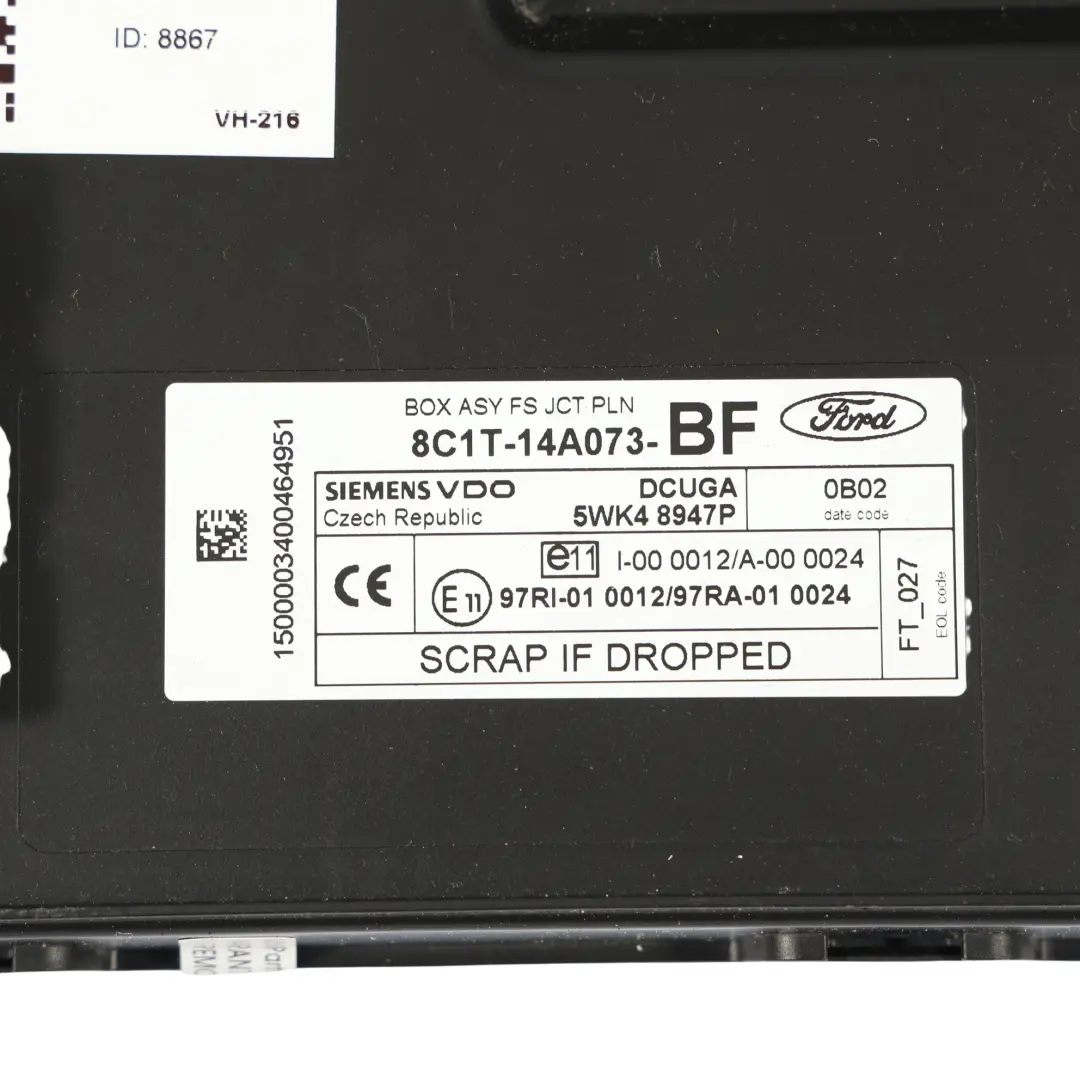 ID: 8867
VH-216
BOX ASY FS JCT PLN
8C1T-14A073-BF
Ford
1500003400464951
SIEMENS VDO
Czech Republic
DCUGA
5WK4 8947P
0B02
date code
CE
e11 I-00 0012/A-00 0024
E11 97RI-01 0012/97RA-01 0024
FT_027
EOL code
SCRAP IF DROPPED